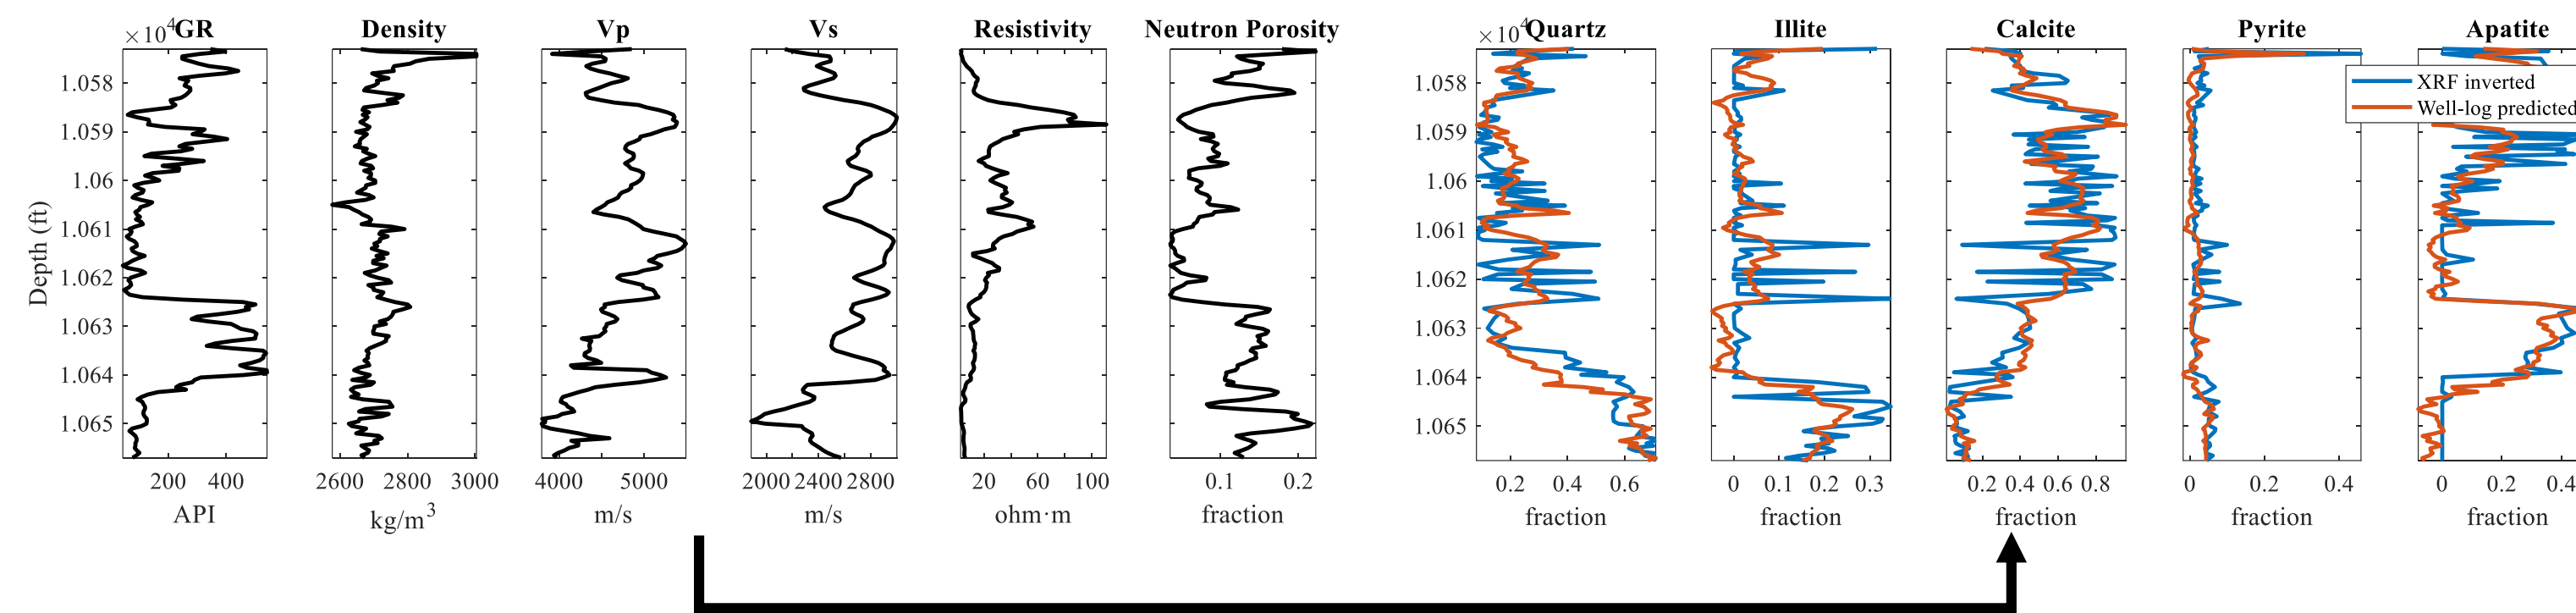 ×10⁴ GR Density Vp Vs Resistivity Neutron Porosity ×10⁴ Quartz Illite Calcite Pyrite Apatite
XRF inverted
Well-log predicted
Depth (ft)
1.058
1.059
1.06
1.061
1.062
1.063
1.064
1.065
1.058
1.059
1.06
1.061
1.062
1.063
1.064
1.065
200 400 2600 2800 3000 4000 5000 2000 2400 2800 20 60 100 0.1 0.2 0.2 0.4 0.6 0 0.1 0.2 0.3 0.2 0.4 0.6 0.8 0 0.2 0.4 0 0.2 0.4
API kg/m³ m/s m/s ohm·m fraction fraction fraction fraction fraction fraction